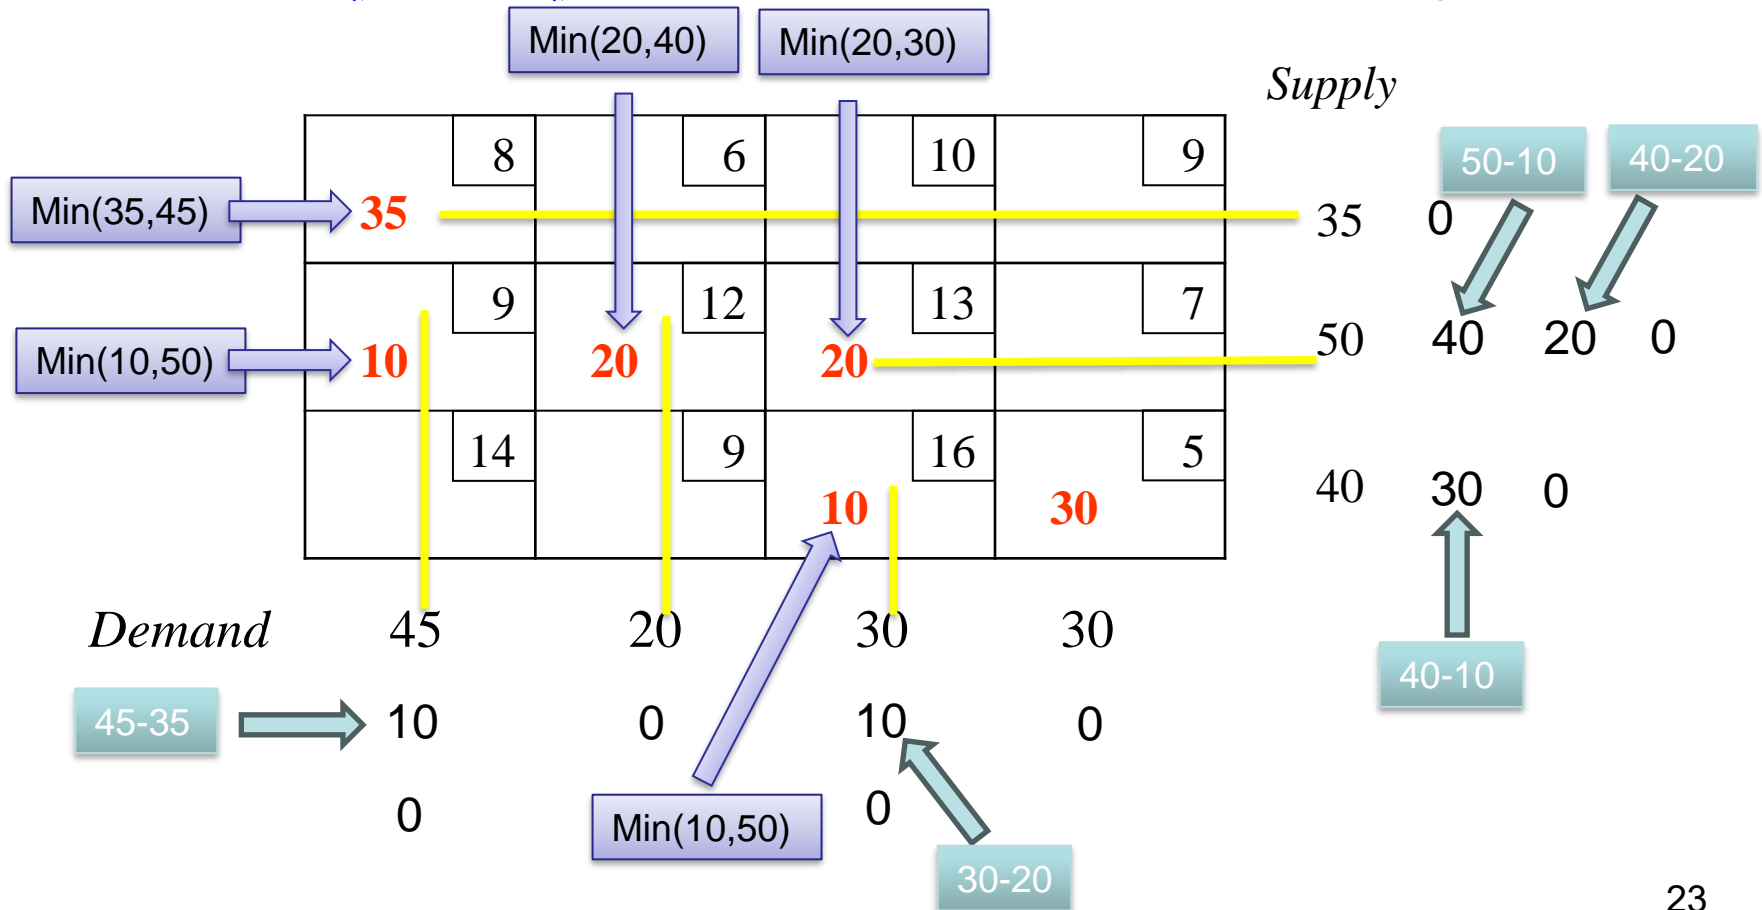 Min(20,40) Min(20,30)
Supply
8 6 10 9 50-10 40-20
Min(35,45) 35 35 0
9 12 13 7
Min(10,50) 10 20 20 50 40 20 0
14 9 16 5
10 30 40 30 0
Demand 45 20 30 30
40-10
45-35 10 0 10 0
0 Min(10,50) 0
30-20
23